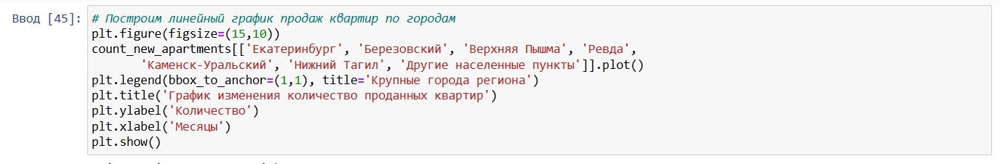 Ввод [45]: # Построим линейный график продаж квартир по городам
plt.figure(figsize=(15,10))
count_new_apartments[['Екатеринбург', 'Березовский', 'Верхняя Пышма', 'Ревда',
'Каменск-Уральский', 'Нижний Тагил', 'Другие населенные пункты']].plot()
plt.legend(bbox_to_anchor=(1,1), title='Крупные города региона')
plt.title('График изменения количество проданных квартир')
plt.ylabel('Количество')
plt.xlabel('Месяцы')
plt.show()